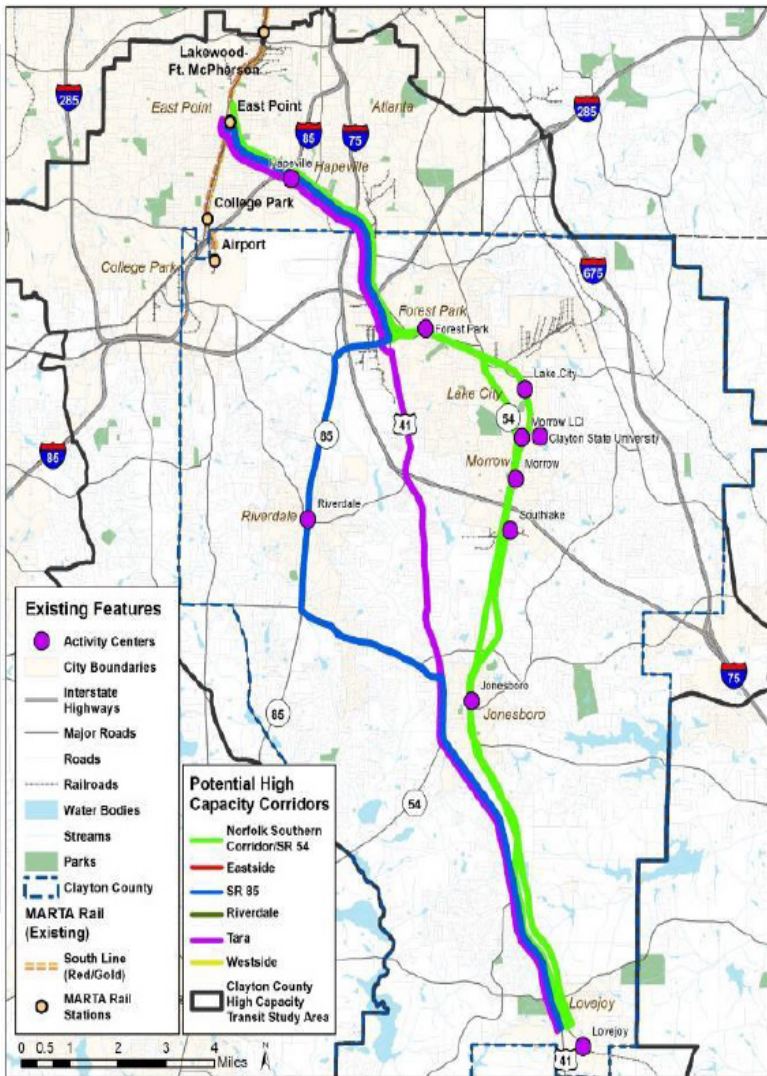 Lakewood-
Ft. McPherson
285
East Point
East Point
Atlanta
285
85
75
Hapeville
Hapeville
College Park
Airport
College Park
675
Forest Park
Forest Park
Lake City
Lake City
54
85
41
Morrow LCI
Clayton State University
85
Morrow
Morrow
Riverdale
Riverdale
Southlake
75
Jonesboro
Jonesboro
85
54
Lovejoy
Lovejoy
41
Existing Features
Activity Centers
City Boundaries
Interstate
Highways
Major Roads
Roads
Railroads
Water Bodies
Streams
Parks
Clayton County
MARTA Rail
(Existing)
South Line
(Red/Gold)
MARTA Rail
Stations
Potential High
Capacity Corridors
Norfolk Southern
Corridor/SR 54
Eastside
SR 85
Riverdale
Tara
Westside
Clayton County
High Capacity
Transit Study Area
0 0.5 1 2 3 4
Miles
N